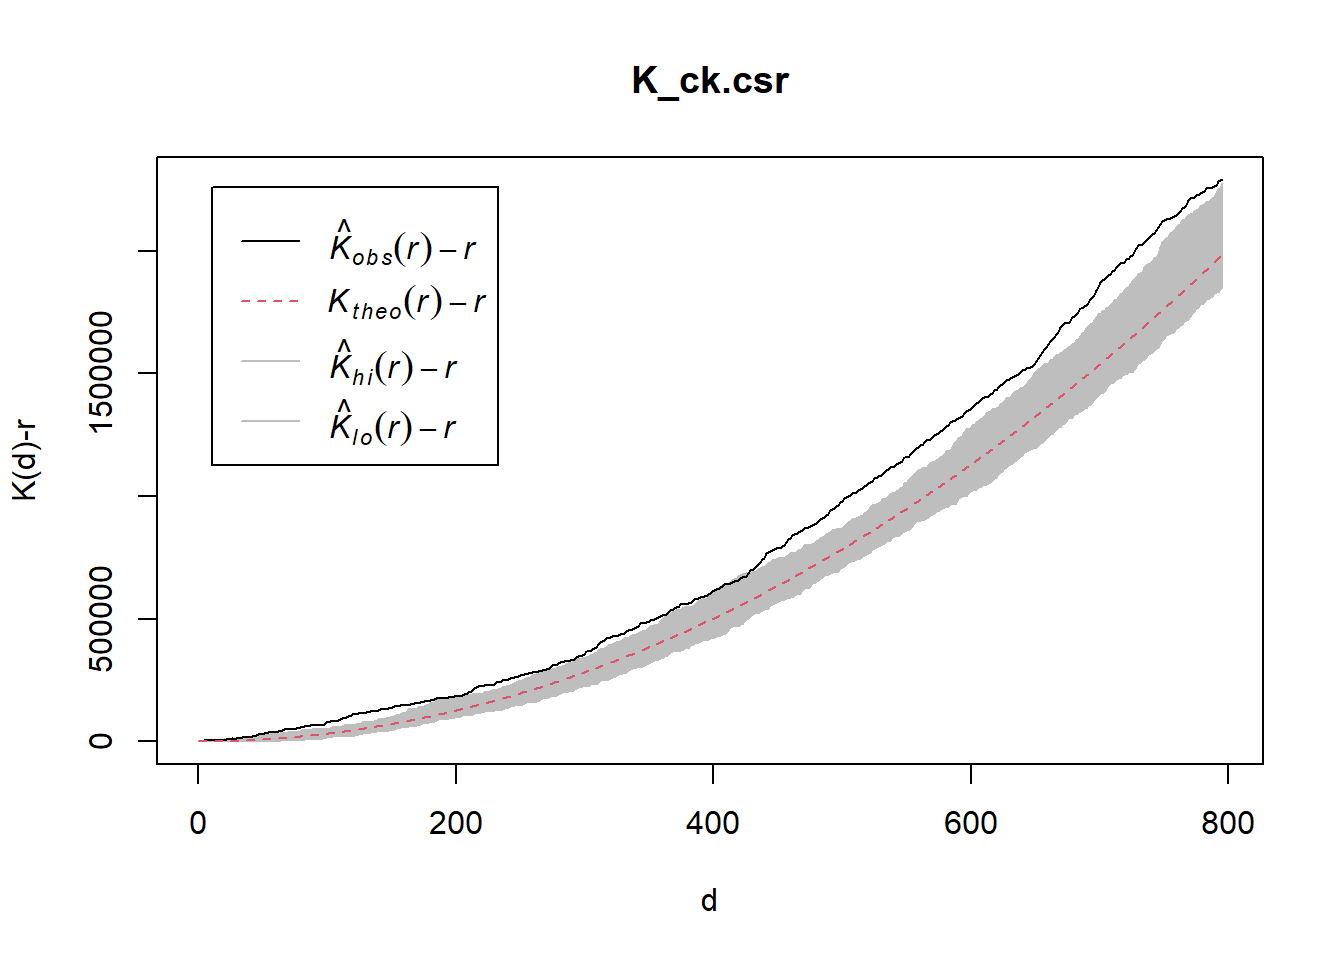 K_ck.csr
K̂obs(r) – r
Ktheo(r) – r
K̂hi(r) – r
K̂lo(r) – r
K(d)-r
0
500000
1500000
0
200
400
600
800
d